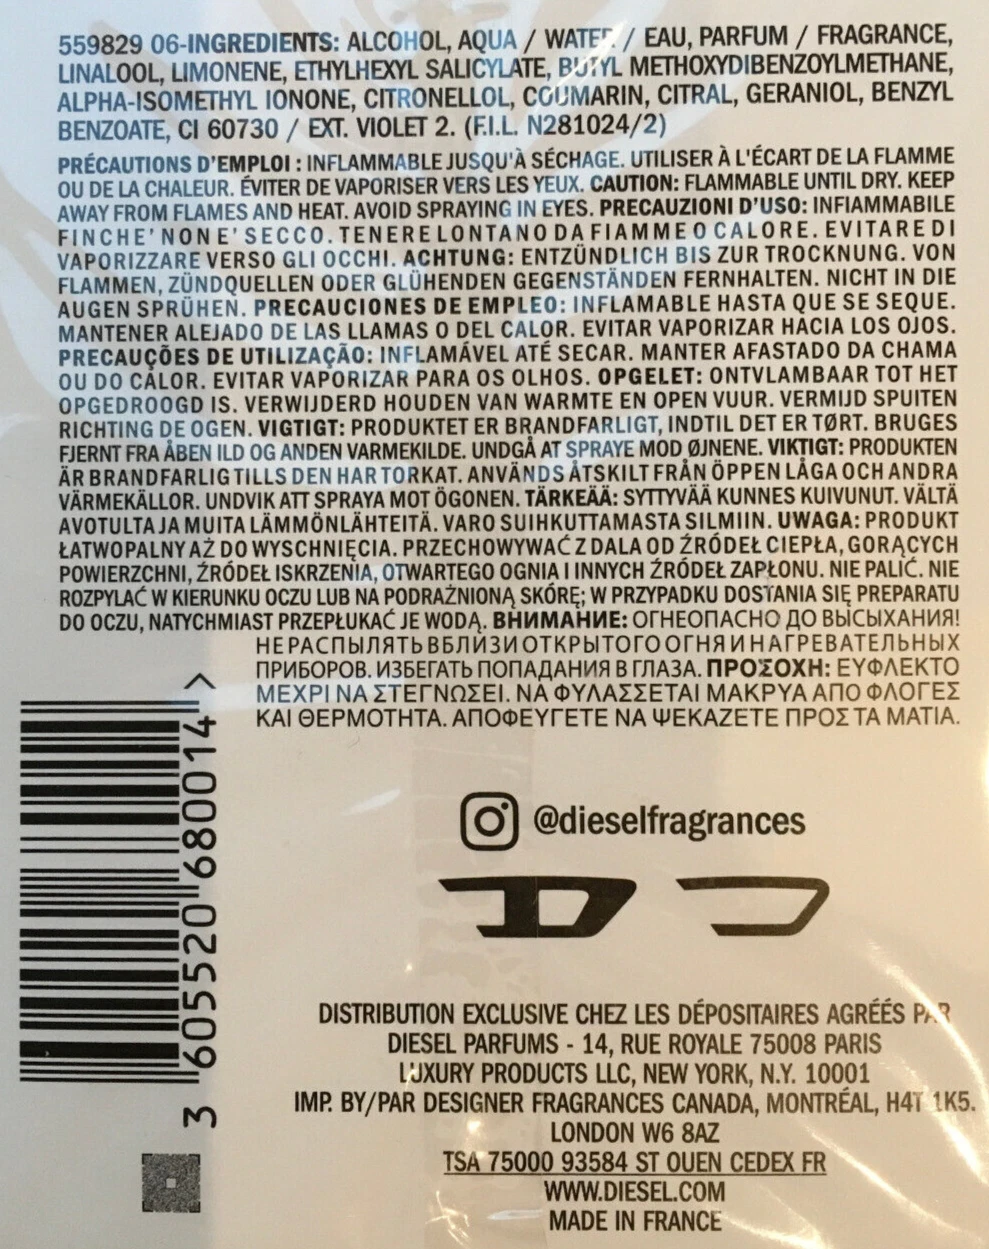 559829 06-INGREDIENTS: ALCOHOL, AQUA / WATER / EAU, PARFUM / FRAGRANCE,
LINALOOL, LIMONENE, ETHYLHEXYL SALICYLATE, BUTYL METHOXYDIBENZOYLMETHANE,
ALPHA-ISOMETHYL IONONE, CITRONELLOL, COUMARIN, CITRAL, GERANIOL, BENZYL
BENZOATE, CI 60730 / EXT. VIOLET 2. (F.I.L. N281024/2)
PRÉCAUTIONS D'EMPLOI : INFLAMMABLE JUSQU'À SÉCHAGE. UTILISER À L'ÉCART DE LA FLAMME
OU DE LA CHALEUR. ÉVITER DE VAPORISER VERS LES YEUX. CAUTION: FLAMMABLE UNTIL DRY. KEEP
AWAY FROM FLAMES AND HEAT. AVOID SPRAYING IN EYES. PRECAUZIONI D'USO: INFIAMMABILE
FINCHE' NON E' SECCO. TENERE LONTANO DA FIAMME O CALORE. EVITARE DI
VAPORIZZARE VERSO GLI OCCHI. ACHTUNG: ENTZÜNDLICH BIS ZUR TROCKNUNG. VON
FLAMMEN, ZÜNDQUELLEN ODER GLÜHENDEN GEGENSTÄNDEN FERNHALTEN. NICHT IN DIE
AUGEN SPRÜHEN. PRECAUCIONES DE EMPLEO: INFLAMABLE HASTA QUE SE SEQUE.
MANTENER ALEJADO DE LAS LLAMAS O DEL CALOR. EVITAR VAPORIZAR HACIA LOS OJOS.
PRECAUÇÕES DE UTILIZAÇÃO: INFLAMÁVEL ATÉ SECAR. MANTER AFASTADO DA CHAMA
OU DO CALOR. EVITAR VAPORIZAR PARA OS OLHOS. OPGELET: ONTVLAMBAAR TOT HET
OPGEDROOGD IS. VERWIJDERD HOUDEN VAN WARMTE EN OPEN VUUR. VERMIJD SPUITEN
RICHTING DE OGEN. VIGTIGT: PRODUKTET ER BRANDFARLIGT, INDTIL DET ER TØRT. BRUGES
FJERNT FRA ÅBEN ILD OG ANDEN VARMEKILDE. UNDGÅ AT SPRAYE MOD ØJNENE. VIKTIGT: PRODUKTEN
ÄR BRANDFARLIG TILLS DEN HAR TORKAT. ANVÄNDS ÅTSKILT FRÅN ÖPPEN LÅGA OCH ANDRA
VÄRMEKÄLLOR. UNDVIK ATT SPRAYA MOT ÖGONEN. TÄRKEÄÄ: SYTTYVÄÄ KUNNES KUIVUNUT. VÄLTÄ
AVOTULTA JA MUITA LÄMMÖNLÄHTEITÄ. VARO SUIHKUTTAMASTA SILMIIN. UWAGA: PRODUKT
ŁATWOPALNY AŻ DO WYSCHNIĘCIA. PRZECHOWYWAĆ Z DALA OD ŹRÓDEŁ CIEPŁA, GORĄCYCH
POWIERZCHNI, ŹRÓDEŁ ISKRZENIA, OTWARTEGO OGNIA I INNYCH ŹRÓDEŁ ZAPŁONU. NIE PALIĆ. NIE
ROZPYLAĆ W KIERUNKU OCZU LUB NA PODRAŻNIONĄ SKÓRĘ; W PRZYPADKU DOSTANIA SIĘ PREPARATU
DO OCZU, NATYCHMIAST PRZEPŁUKAĆ JE WODĄ. ВНИМАНИЕ: ОГНЕОПАСНО ДО ВЫСЫХАНИЯ!
НЕ РАСПЫЛЯТЬ ВБЛИЗИ ОТКРЫТОГО ОГНЯ И НАГРЕВАТЕЛЬНЫХ
ПРИБОРОВ. ИЗБЕГАТЬ ПОПАДАНИЯ В ГЛАЗА. ΠΡΟΣΟΧΗ: ΕΥΦΛΕΚΤΟ
ΜΕΧΡΙ ΝΑ ΣΤΕΓΝΩΣΕΙ. ΝΑ ΦΥΛΑΣΣΕΤΑΙ ΜΑΚΡΥΑ ΑΠΟ ΦΛΟΓΕΣ
ΚΑΙ ΘΕΡΜΟΤΗΤΑ. ΑΠΟΦΕΥΓΕΤΕ ΝΑ ΨΕΚΑΖΕΤΕ ΠΡΟΣ ΤΑ ΜΑΤΙΑ.
3 605520 680014 >
@dieselfragrances
DISTRIBUTION EXCLUSIVE CHEZ LES DÉPOSITAIRES AGRÉÉS PAR
DIESEL PARFUMS - 14, RUE ROYALE 75008 PARIS
LUXURY PRODUCTS LLC, NEW YORK, N.Y. 10001
IMP. BY/PAR DESIGNER FRAGRANCES CANADA, MONTRÉAL, H4T 1K5.
LONDON W6 8AZ
TSA 75000 93584 ST OUEN CEDEX FR
WWW.DIESEL.COM
MADE IN FRANCE